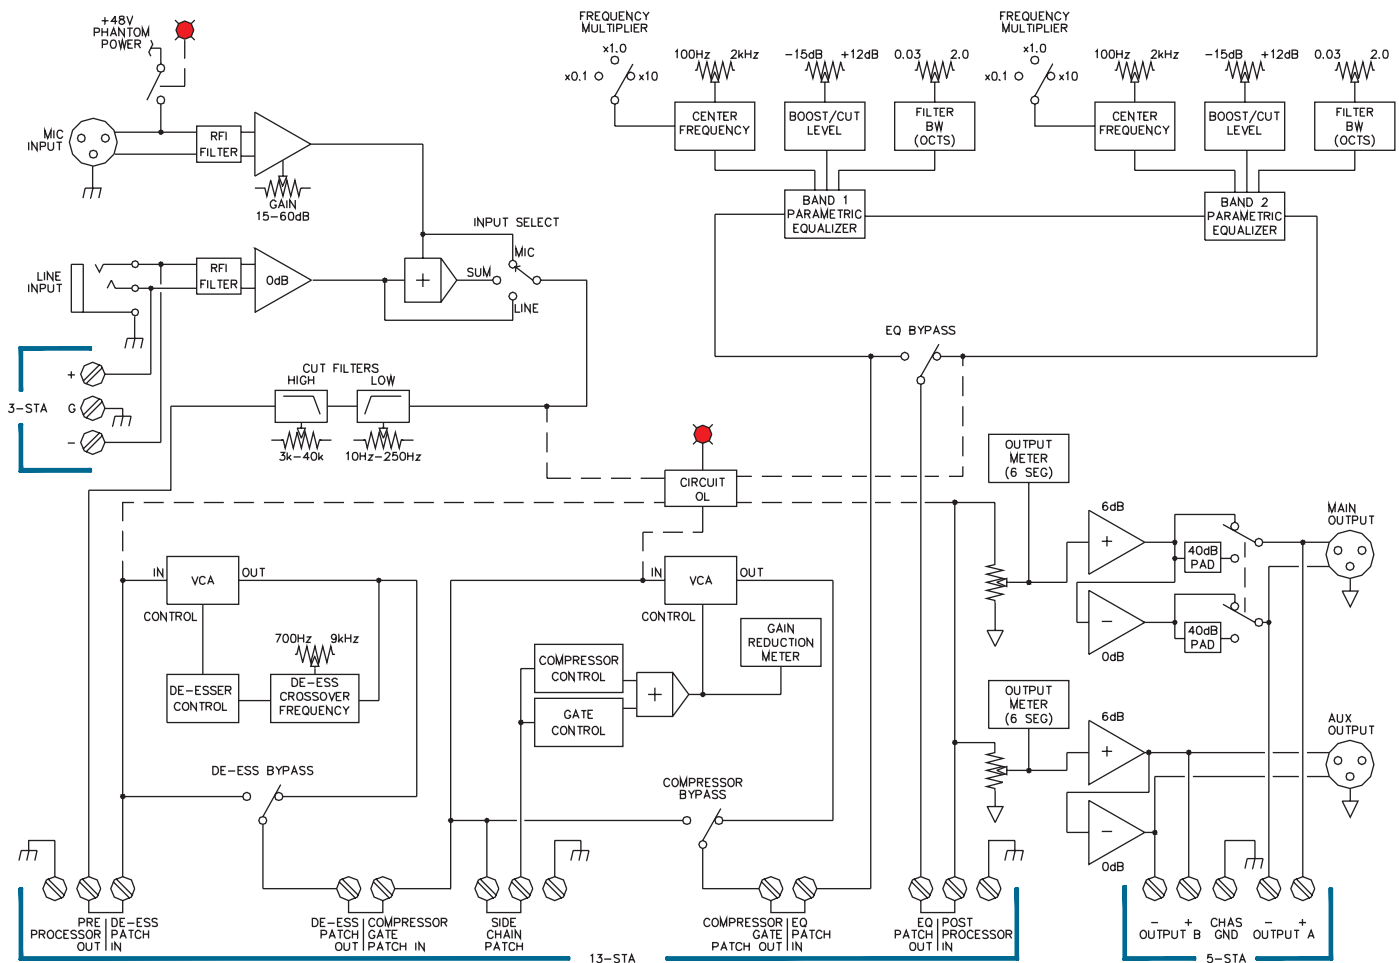 +48V
PHANTOM
POWER
MIC
INPUT
RFI
FILTER
GAIN
15-60dB
FREQUENCY
MULTIPLIER
x1.0
x0.1
x10
100Hz 2kHz
CENTER
FREQUENCY
-15dB +12dB
BOOST/CUT
LEVEL
0.03 2.0
FILTER
BW
(OCTS)
BAND 1
PARAMETRIC
EQUALIZER
FREQUENCY
MULTIPLIER
x1.0
x0.1
x10
100Hz 2kHz
CENTER
FREQUENCY
-15dB +12dB
BOOST/CUT
LEVEL
0.03 2.0
FILTER
BW
(OCTS)
BAND 2
PARAMETRIC
EQUALIZER
LINE
INPUT
RFI
FILTER
0dB
+
INPUT SELECT
MIC
SUM
LINE
3-STA
+
G
-
CUT FILTERS
HIGH LOW
3k-40k 10Hz-250Hz
EQ BYPASS
CIRCUIT
OL
IN VCA OUT
CONTROL
700Hz 9kHz
DE-ESSER
CONTROL
DE-ESS
CROSSOVER
FREQUENCY
DE-ESS BYPASS
IN VCA OUT
CONTROL
COMPRESSOR
CONTROL
GATE
CONTROL
+
GAIN
REDUCTION
METER
COMPRESSOR
BYPASS
OUTPUT
METER
(6 SEG)
6dB
+
-
0dB
40dB
PAD
40dB
PAD
MAIN
OUTPUT
OUTPUT
METER
(6 SEG)
6dB
+
-
0dB
AUX
OUTPUT
PRE
PROCESSOR
OUT
DE-ESS
PATCH
IN
DE-ESS
PATCH
OUT
COMPRESSOR
GATE
PATCH IN
SIDE
CHAIN
PATCH
COMPRESSOR
GATE
PATCH OUT
EQ
PATCH
IN
EQ
PATCH
OUT
POST
PROCESSOR
IN
13-STA
- +
OUTPUT B
CHAS
GND
- +
OUTPUT A
5-STA